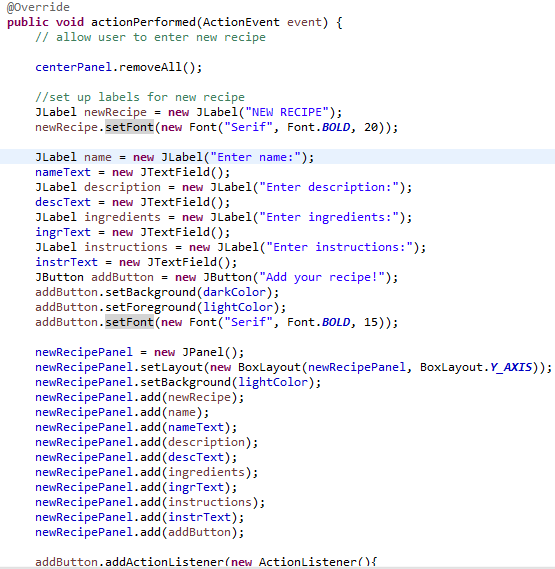 @Override
public void actionPerformed(ActionEvent event) {
// allow user to enter new recipe
centerPanel.removeAll();
//set up labels for new recipe
JLabel newRecipe = new JLabel("NEW RECIPE");
newRecipe.setFont(new Font("Serif", Font.BOLD, 20));
JLabel name = new JLabel("Enter name:");
nameText = new JTextField();
JLabel description = new JLabel("Enter description:");
descText = new JTextField();
JLabel ingredients = new JLabel("Enter ingredients:");
ingrText = new JTextField();
JLabel instructions = new JLabel("Enter instructions:");
instrText = new JTextField();
JButton addButton = new JButton("Add your recipe!");
addButton.setBackground(darkColor);
addButton.setForeground(lightColor);
addButton.setFont(new Font("Serif", Font.BOLD, 15));
newRecipePanel = new JPanel();
newRecipePanel.setLayout(new BoxLayout(newRecipePanel, BoxLayout.Y_AXIS));
newRecipePanel.setBackground(lightColor);
newRecipePanel.add(newRecipe);
newRecipePanel.add(name);
newRecipePanel.add(nameText);
newRecipePanel.add(description);
newRecipePanel.add(descText);
newRecipePanel.add(ingredients);
newRecipePanel.add(ingrText);
newRecipePanel.add(instructions);
newRecipePanel.add(instrText);
newRecipePanel.add(addButton);
addButton.addActionListener(new ActionListener(){